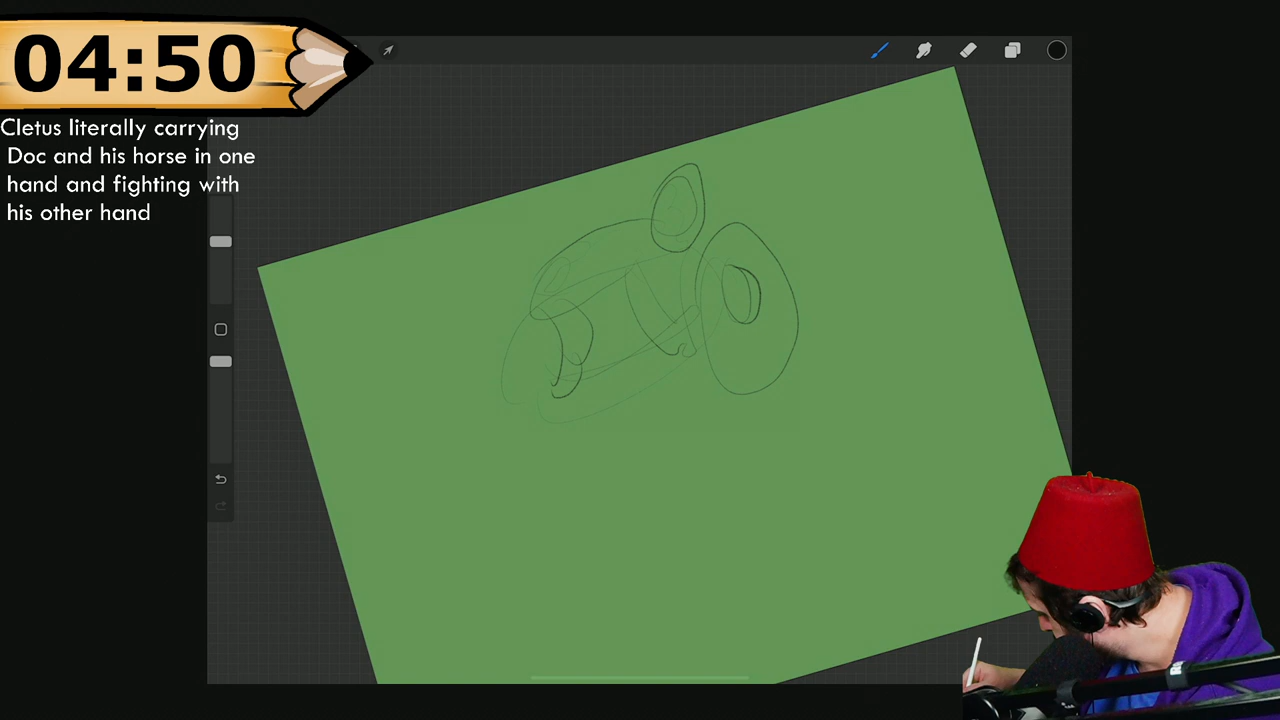 04:50
Cletus literally carrying
Doc and his horse in one
hand and fighting with
his other hand